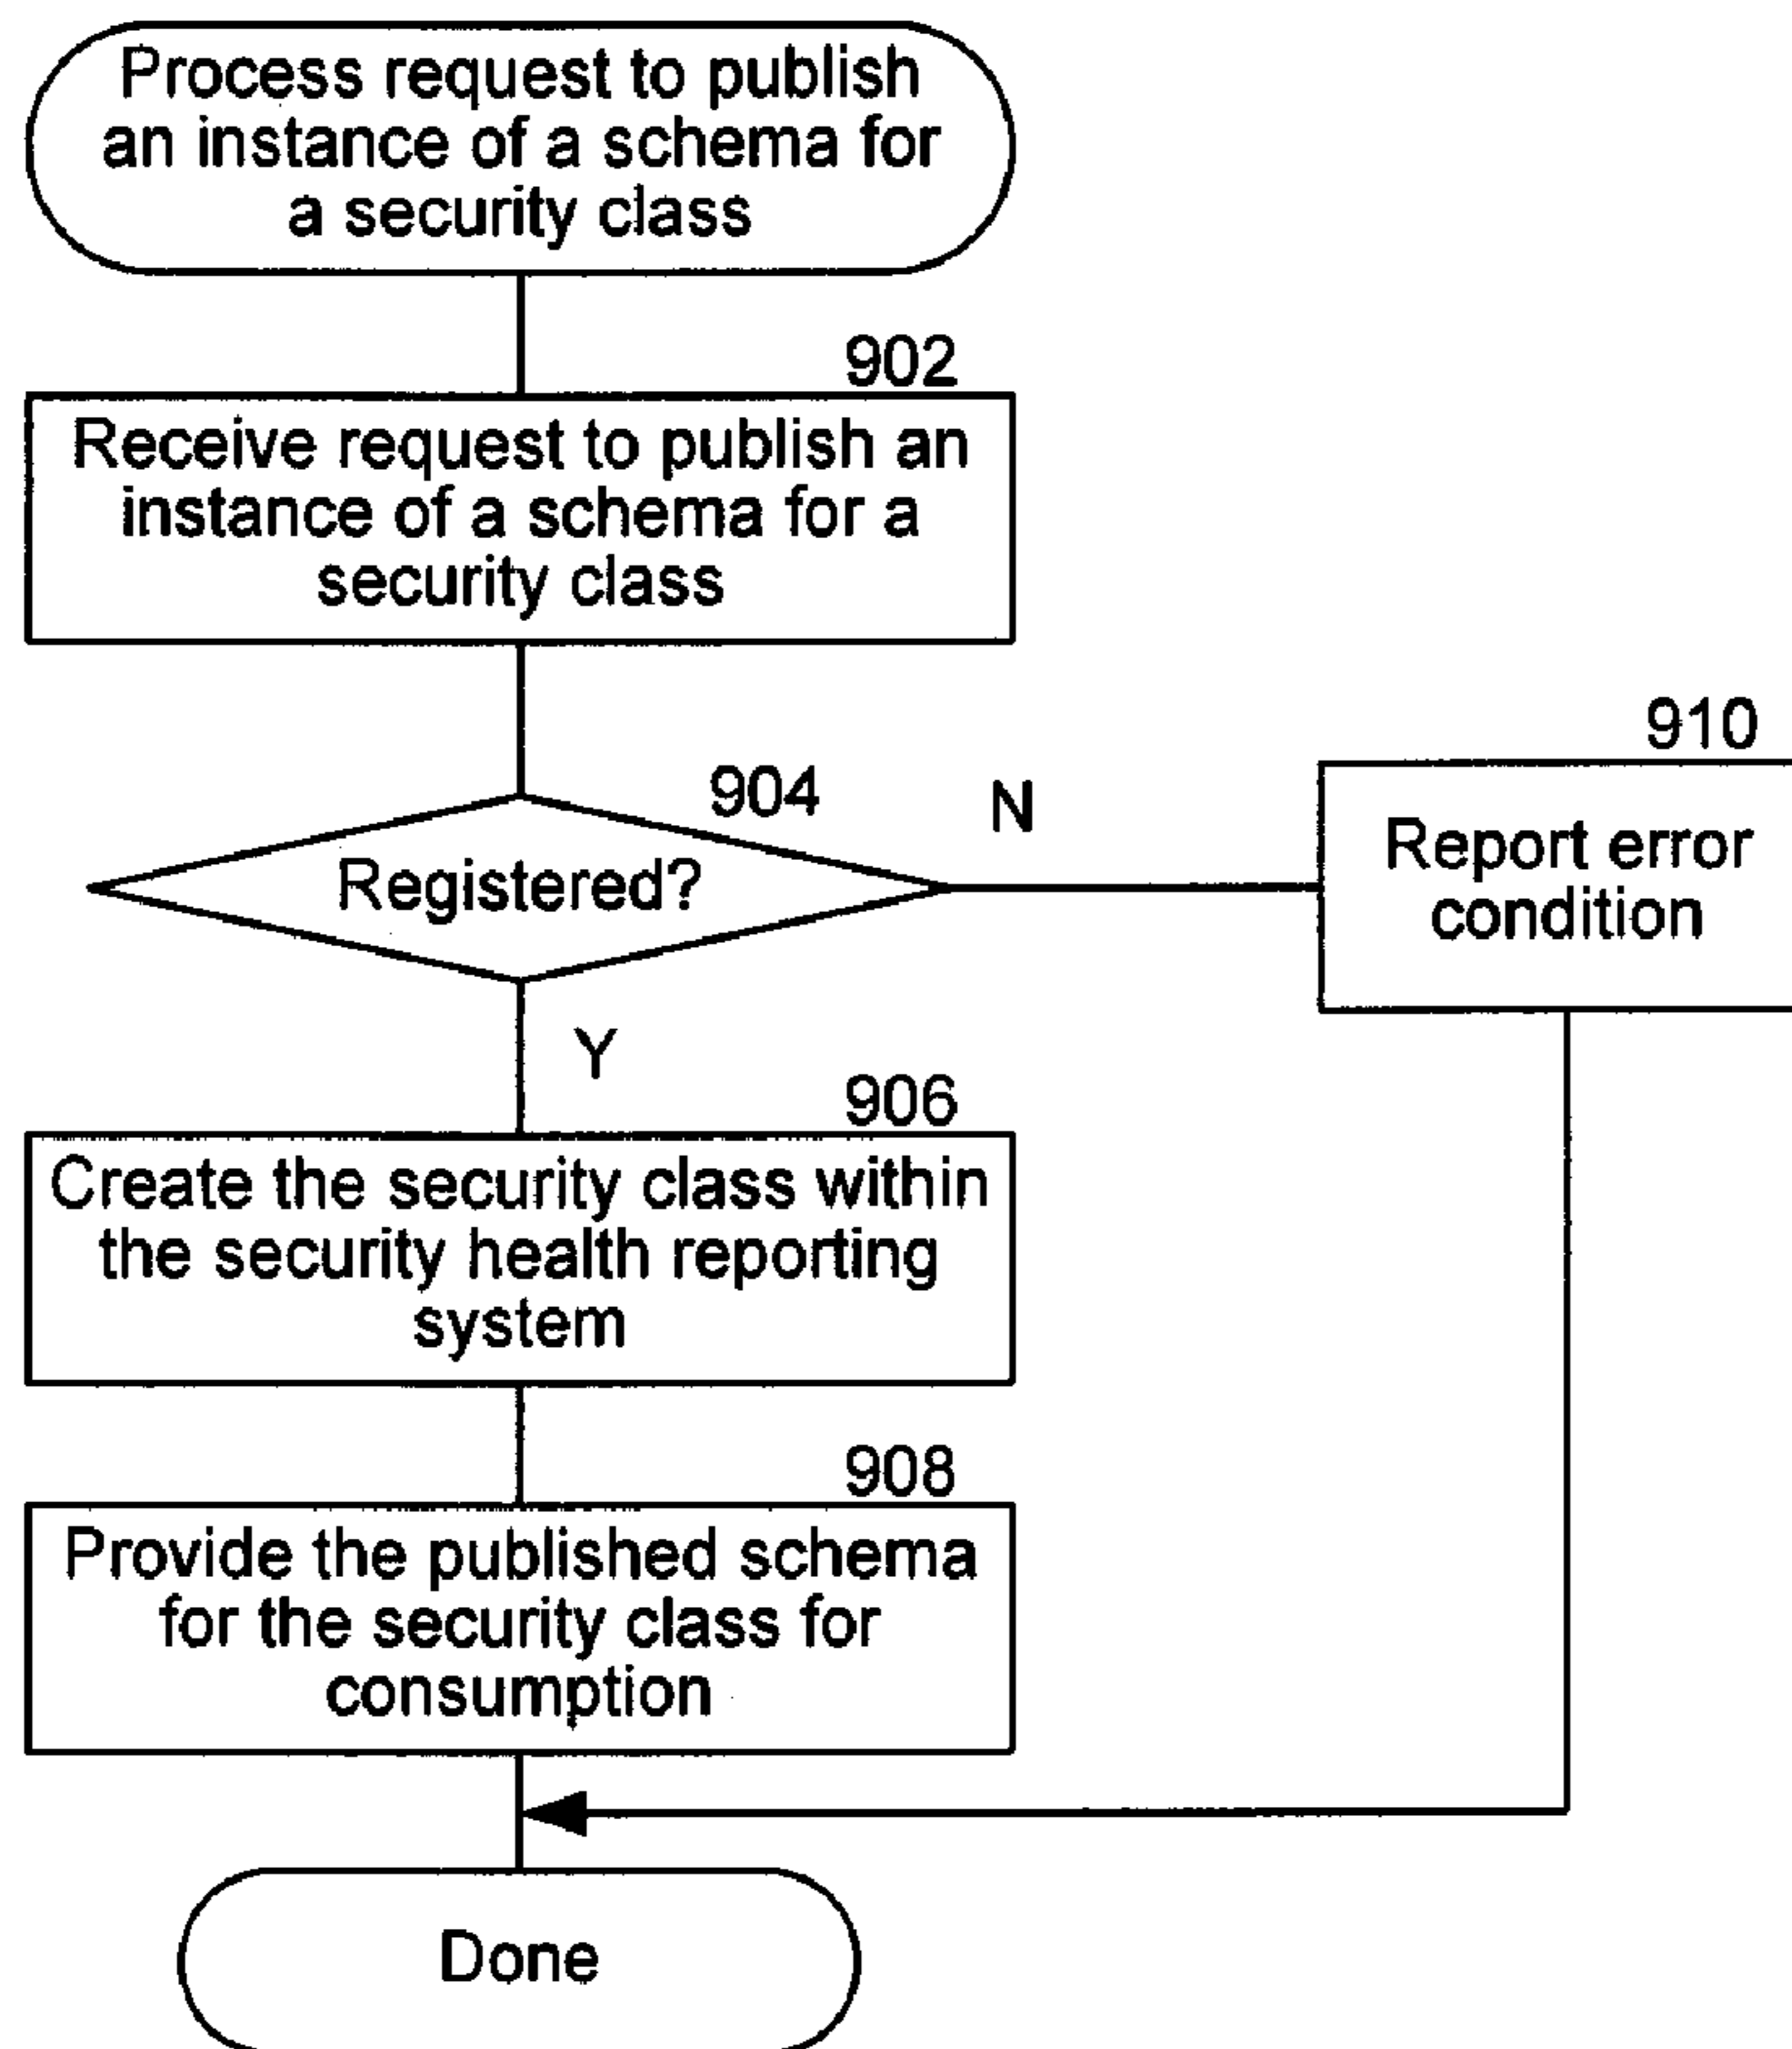 Process request to publish
an instance of a schema for
a security class
902
Receive request to publish an
instance of a schema for a
security class
904
N
Registered?
910
Report error
condition
Y
906
Create the security class within
the security health reporting
system
908
Provide the published schema
for the security class for
consumption
Done